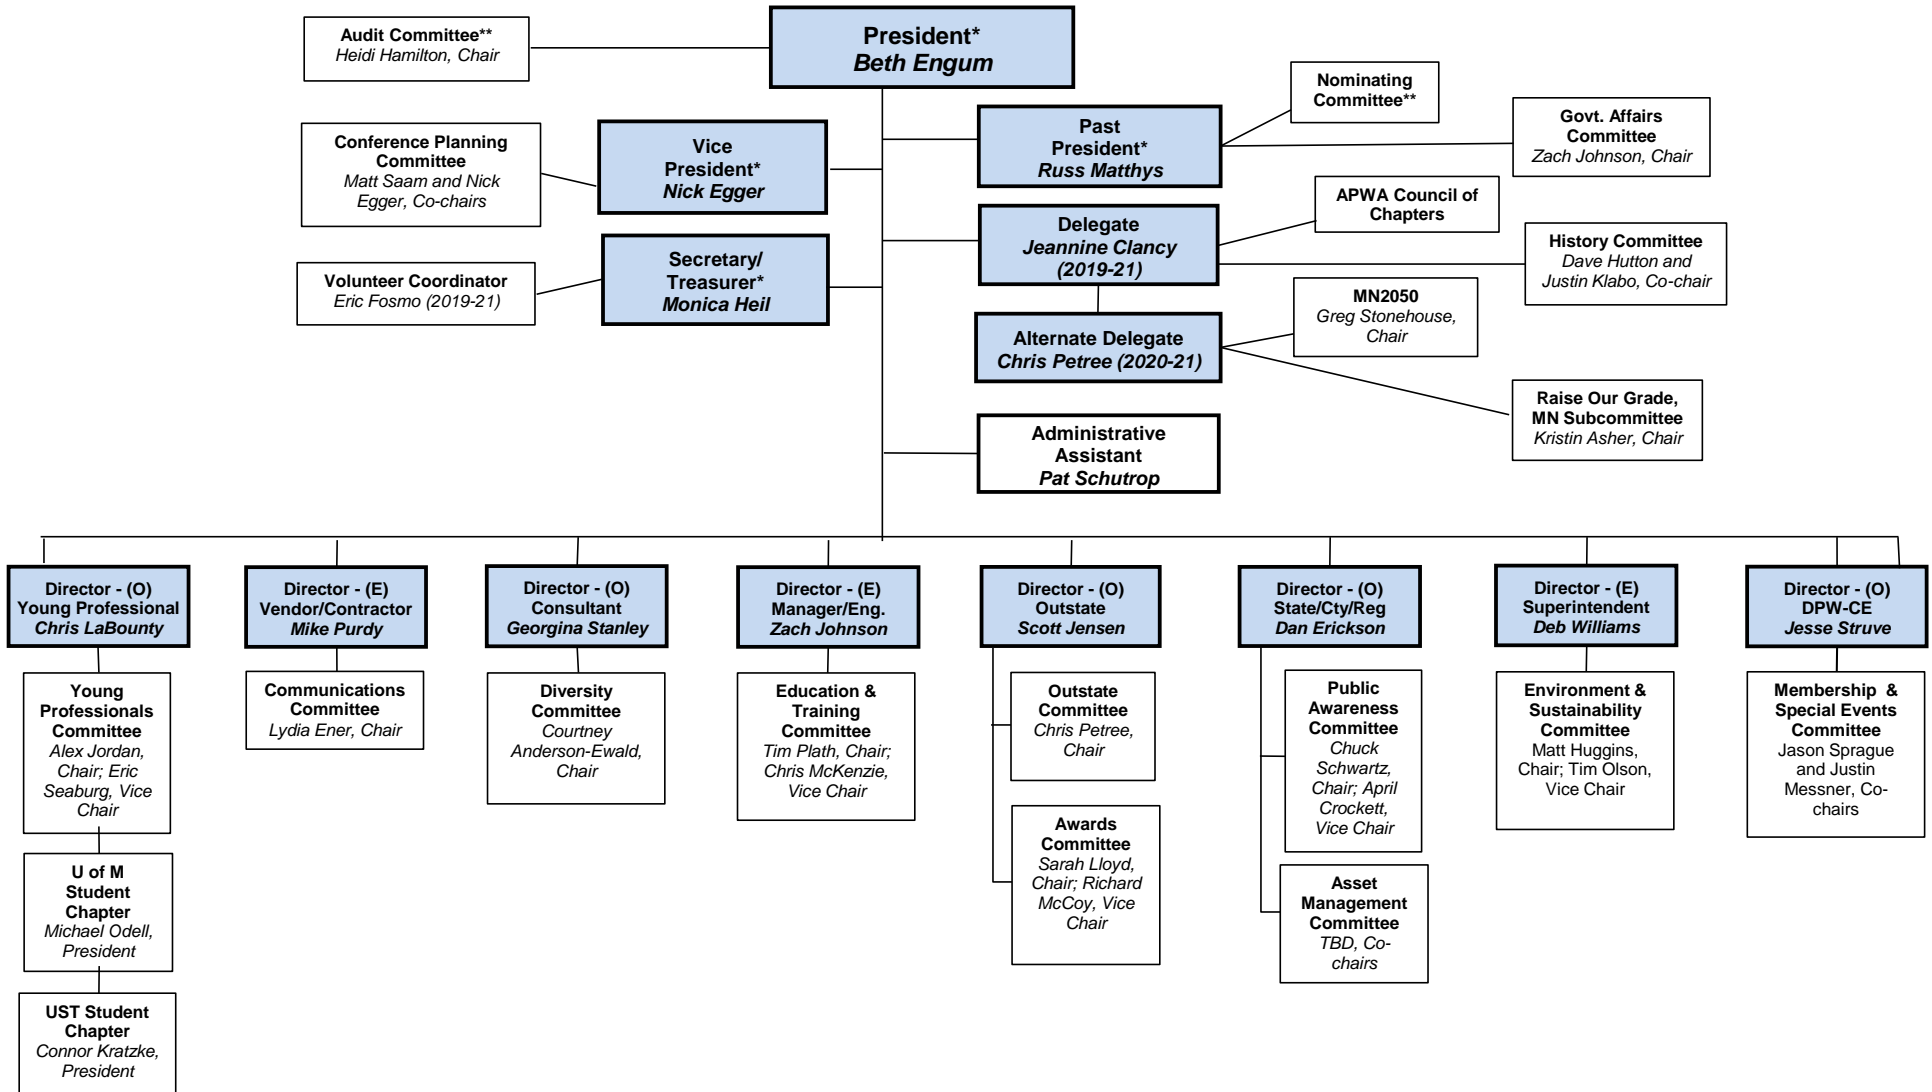 President*
Beth Engum
Audit Committee**
Heidi Hamilton, Chair
Nominating
Committee**
Govt. Affairs
Committee
Zach Johnson, Chair
Past
President*
Russ Matthys
Conference Planning
Committee
Matt Saam and Nick
Egger, Co-chairs
Vice
President*
Nick Egger
APWA Council of
Chapters
Delegate
Jeannine Clancy
(2019-21)
History Committee
Dave Hutton and
Justin Klabo, Co-chair
Secretary/
Treasurer*
Monica Heil
Volunteer Coordinator
Eric Fosmo (2019-21)
MN2050
Greg Stonehouse,
Chair
Alternate Delegate
Chris Petree (2020-21)
Raise Our Grade,
MN Subcommittee
Kristin Asher, Chair
Administrative
Assistant
Pat Schutrop
Director - (O)
Young Professional
Chris LaBounty
Director - (E)
Vendor/Contractor
Mike Purdy
Director - (O)
Consultant
Georgina Stanley
Director - (E)
Manager/Eng.
Zach Johnson
Director - (O)
Outstate
Scott Jensen
Director - (O)
State/Cty/Reg
Dan Erickson
Director - (E)
Superintendent
Deb Williams
Director - (O)
DPW-CE
Jesse Struve
Young
Professionals
Committee
Alex Jordan,
Chair; Eric
Seaburg, Vice
Chair
Communications
Committee
Lydia Ener, Chair
Diversity
Committee
Courtney
Anderson-Ewald,
Chair
Education &
Training
Committee
Tim Plath, Chair;
Chris McKenzie,
Vice Chair
Outstate
Committee
Chris Petree,
Chair
Public
Awareness
Committee
Chuck
Schwartz,
Chair; April
Crockett,
Vice Chair
Environment &
Sustainability
Committee
Matt Huggins,
Chair; Tim Olson,
Vice Chair
Membership &
Special Events
Committee
Jason Sprague
and Justin
Messner, Co-
chairs
U of M
Student
Chapter
Michael Odell,
President
Awards
Committee
Sarah Lloyd,
Chair; Richard
McCoy, Vice
Chair
Asset
Management
Committee
TBD, Co-
chairs
UST Student
Chapter
Connor Kratzke,
President